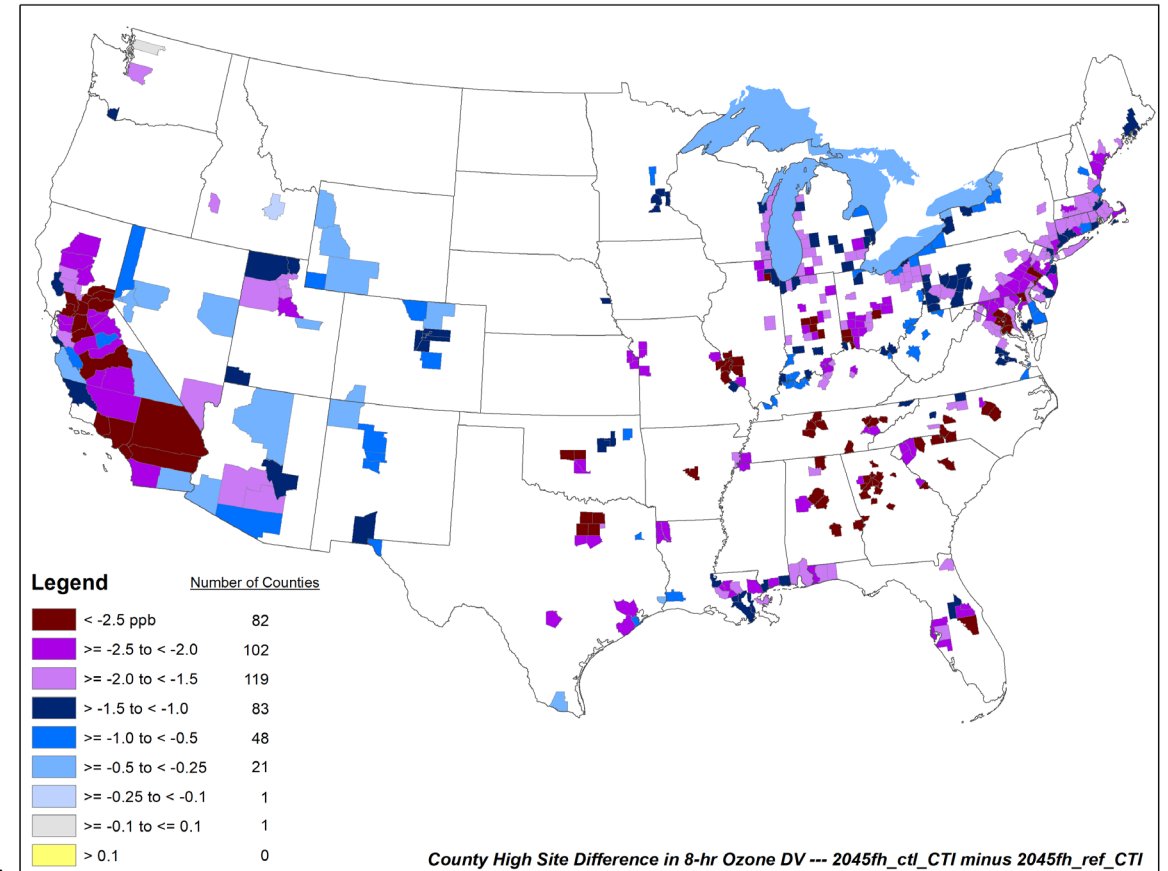 Legend Number of Counties
< -2.5 ppb 82
>= -2.5 to < -2.0 102
>= -2.0 to < -1.5 119
> -1.5 to < -1.0 83
>= -1.0 to < -0.5 48
>= -0.5 to < -0.25 21
>= -0.25 to < -0.1 1
>= -0.1 to <= 0.1 1
> 0.1 0
County High Site Difference in 8-hr Ozone DV --- 2045fh_ctl_CTI minus 2045fh_ref_CTI